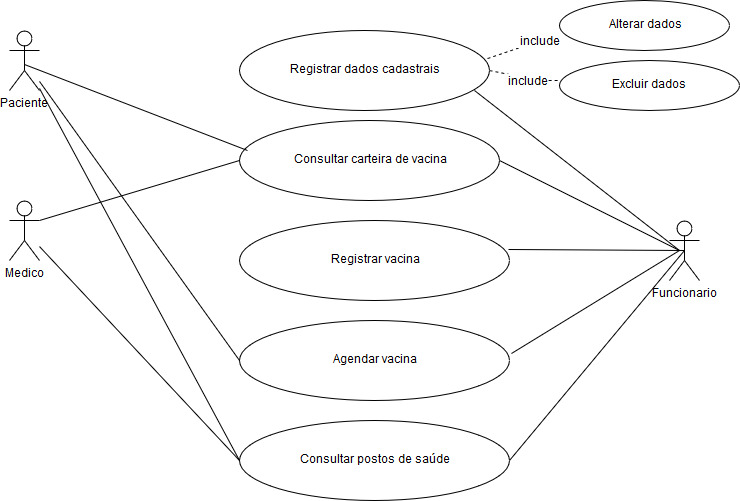 Alterar dados
include
Registrar dados cadastrais
include
Excluir dados
Paciente
Consultar carteira de vacina
Registrar vacina
Medico
Funcionario
Agendar vacina
Consultar postos de saúde